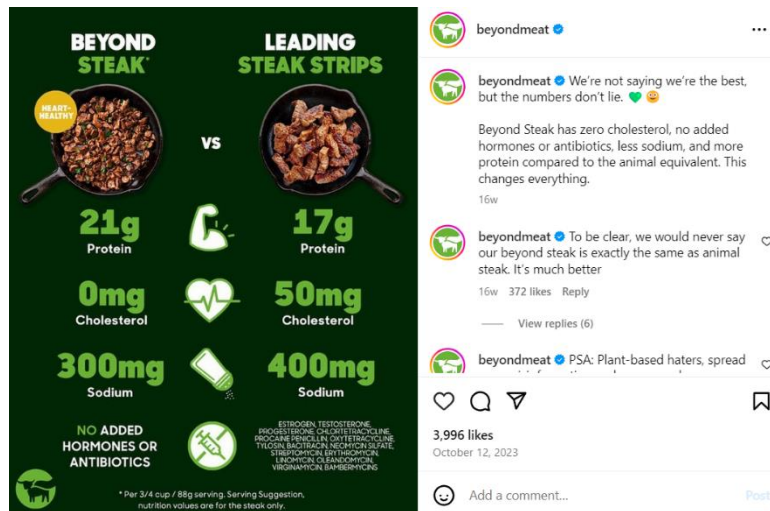 BEYOND
STEAK*
LEADING
STEAK STRIPS
HEART-
HEALTHY
VS
21g
Protein
17g
Protein
0mg
Cholesterol
50mg
Cholesterol
300mg
Sodium
400mg
Sodium
NO ADDED
HORMONES OR
ANTIBIOTICS
ESTROGEN, TESTOSTERONE,
PROGESTERONE, CHLORTETRACYCLINE,
PROCAINE PENICILLIN, OXYTETRACYCLINE,
TYLOSIN, BACITRACIN, NEOMYCIN SULFATE,
STREPTOMYCIN, ERYTHROMYCIN,
LINOMYCIN, OLEANDOMYCIN,
VIRGINAMYCIN, BAMBERMYCINS
* Per 3/4 cup / 88g serving. Serving Suggestion,
nutrition values are for the steak only.
beyondmeat
beyondmeat We're not saying we're the best,
but the numbers don't lie. 💚 😀
Beyond Steak has zero cholesterol, no added
hormones or antibiotics, less sodium, and more
protein compared to the animal equivalent. This
changes everything.
16w
beyondmeat To be clear, we would never say
our beyond steak is exactly the same as animal
steak. It's much better
16w 372 likes Reply
View replies (6)
beyondmeat PSA: Plant-based haters, spread
3,996 likes
October 12, 2023
Add a comment...
Post